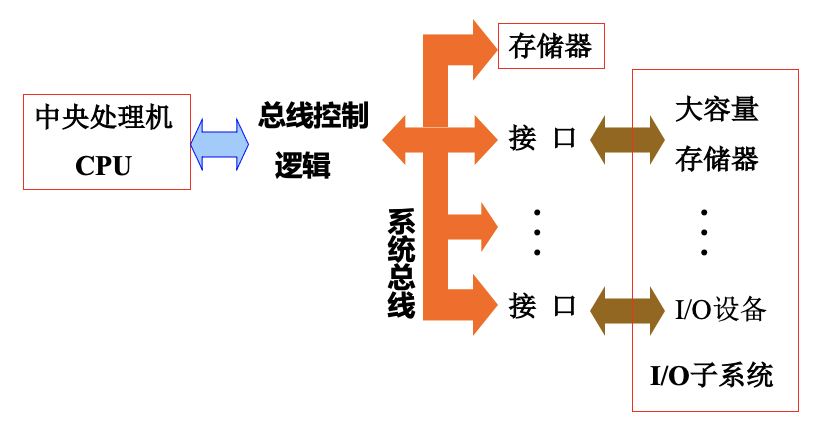 存储器
中央处理机
CPU
总线控制
逻辑
系统总线
接 口
大容量
存储器
接 口
I/O设备
I/O子系统